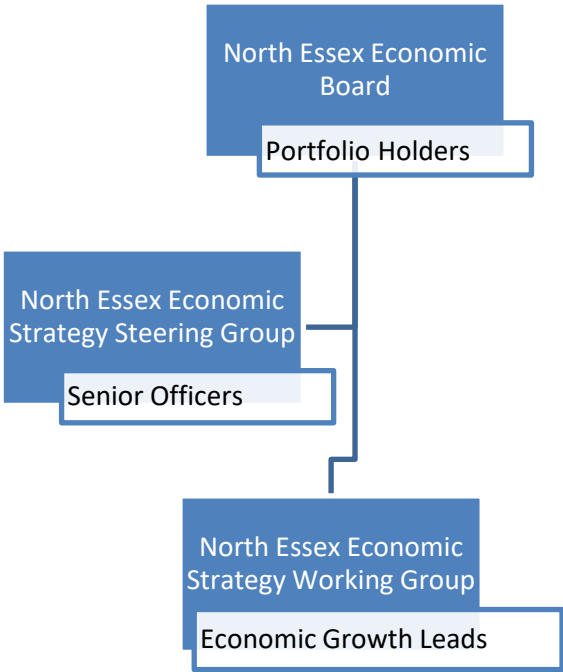 North Essex Economic
Board
Portfolio Holders
North Essex Economic
Strategy Steering Group
Senior Officers
North Essex Economic
Strategy Working Group
Economic Growth Leads